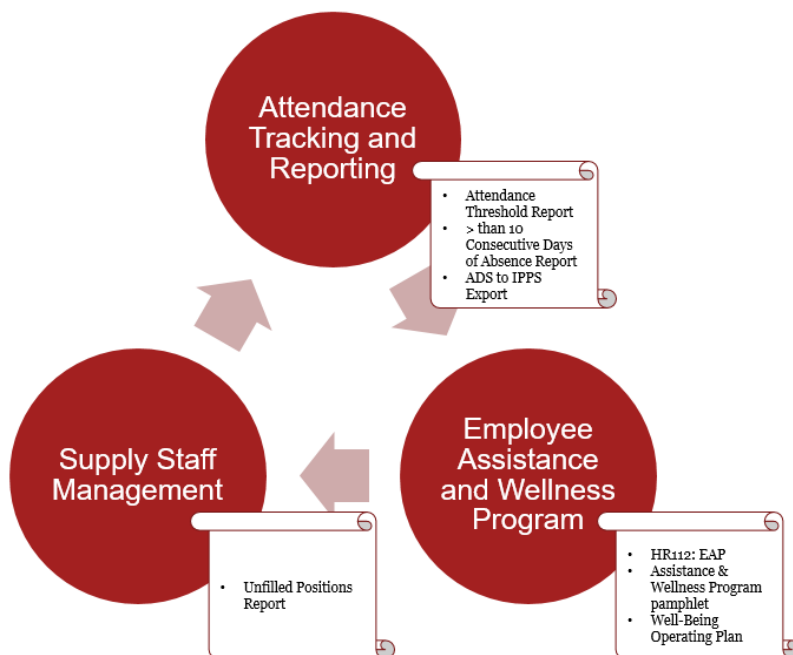 Attendance
Tracking and
Reporting
• Attendance
Threshold Report
• > than 10
Consecutive Days
of Absence Report
• ADS to IPPS
Export
Employee
Assistance
and Wellness
Program
• HR112: EAP
• Assistance &
Wellness Program
pamphlet
• Well-Being
Operating Plan
Supply Staff
Management
• Unfilled Positions
Report